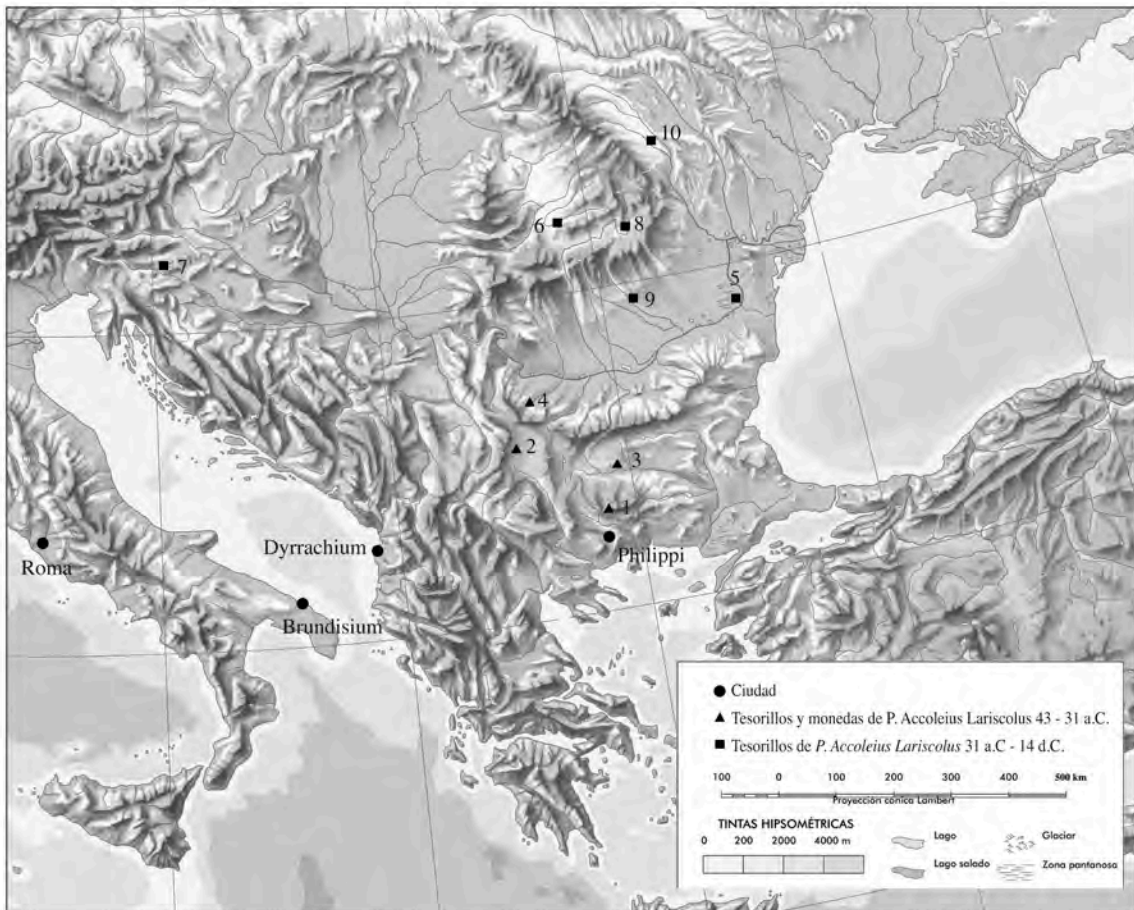 10
6
8
7
5
9
4
2
3
1
Dyrrachium
Philippi
Roma
Brundisium
Ciudad
Tesorillos y monedas de P. Accoleius Lariscolus 43 - 31 a.C.
Tesorillos de P. Accoleius Lariscolus 31 a.C - 14 d.C.
100 0 100 200 300 400 500 km
Proyección cónica Lambert
TINTAS HIPSOMÉTRICAS
0 200 2000 4000 m
Lago
Glaciar
Lago salado
Zona pantanosa